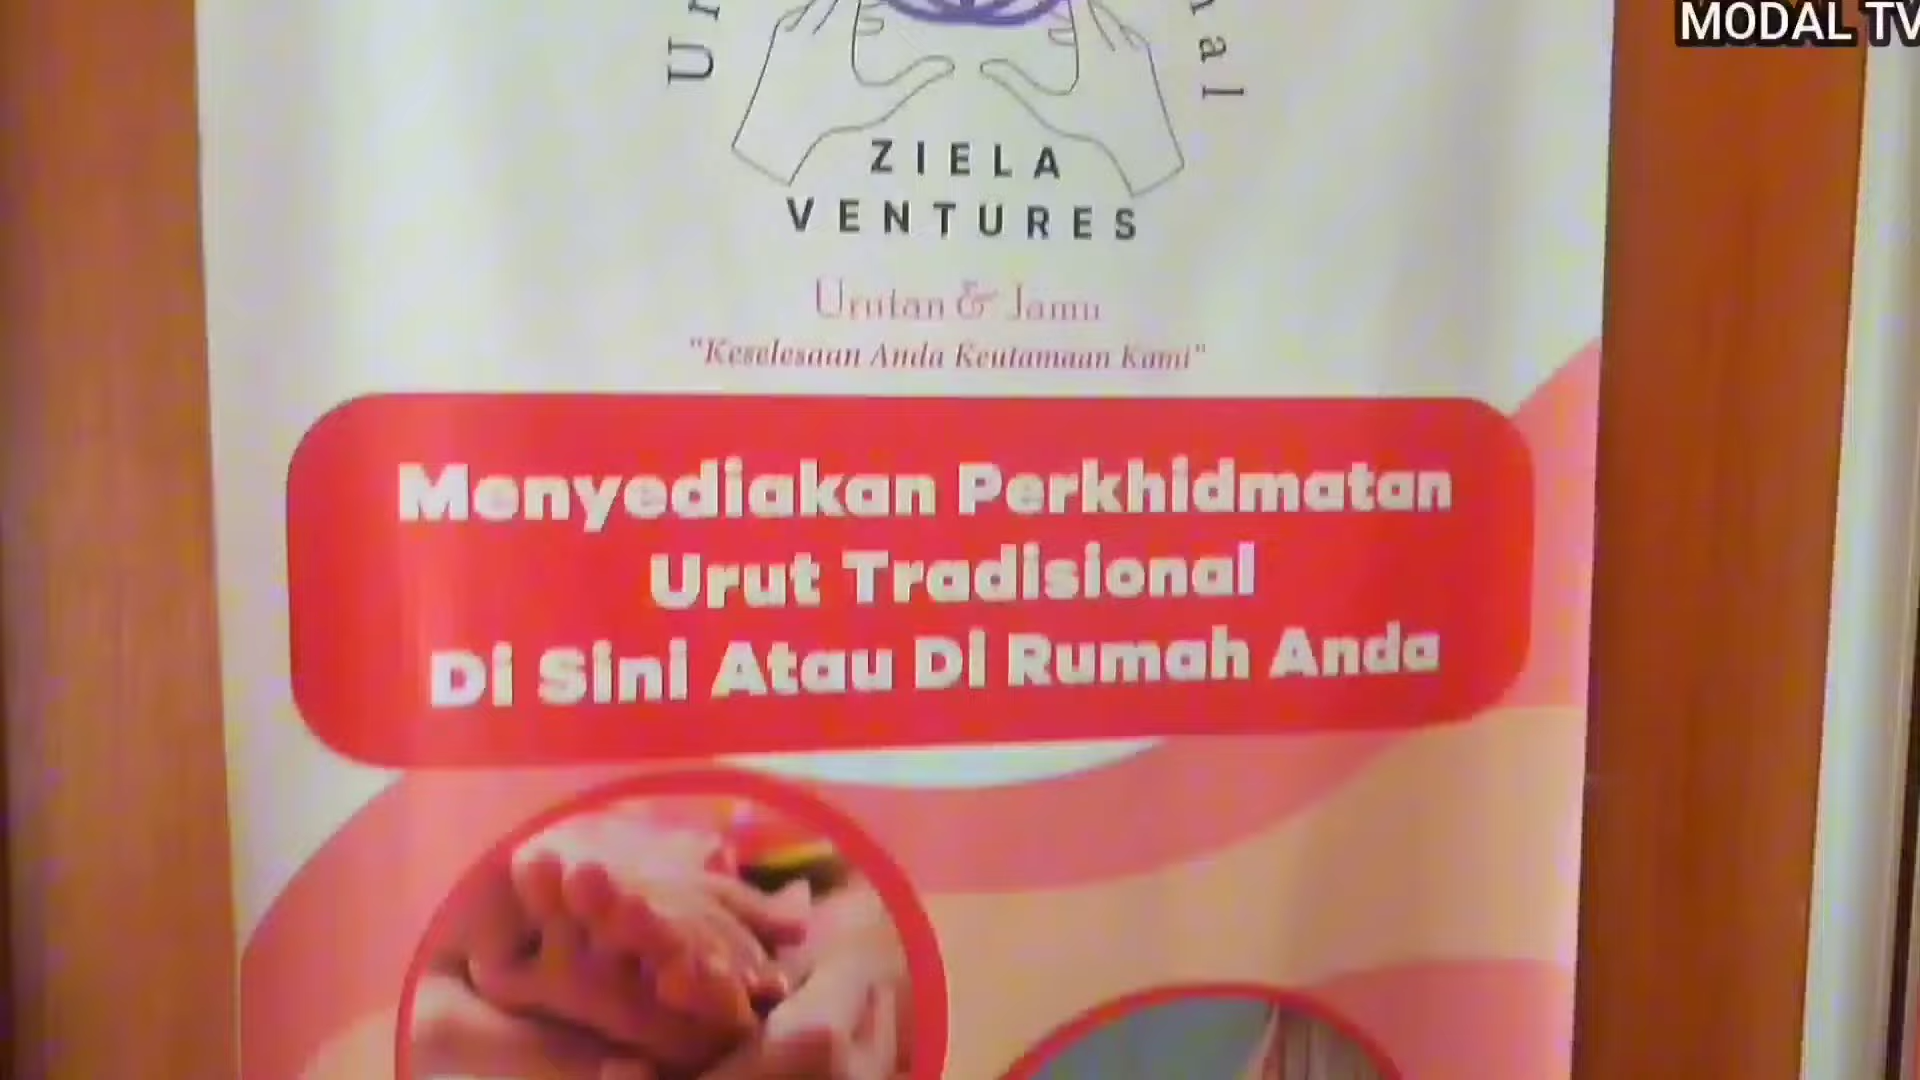 MODAL TV
ZIELA
VENTURES
Urutan & Jamu
"Keselesaan Anda Keutamaan Kami"
Menyediakan Perkhidmatan
Urut Tradisional
Di Sini Atau Di Rumah Anda